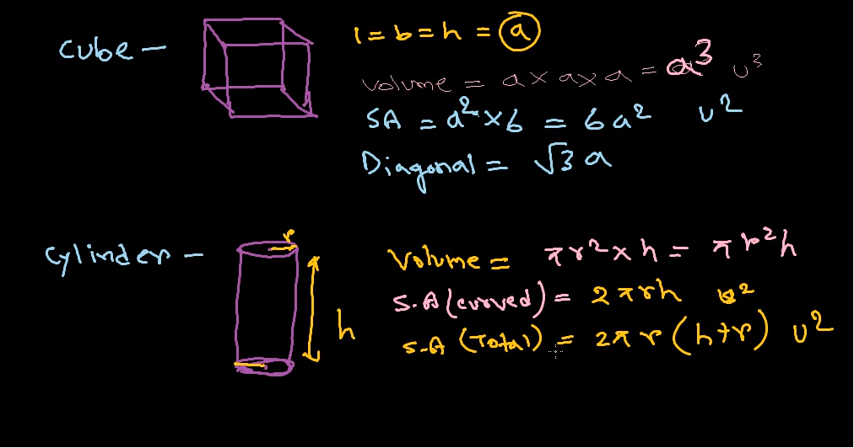 Cube –
l = b = h = a
Volume = a × a × a = a³ u³
SA = a² × 6 = 6a² u²
Diagonal = √3 a
Cylinder –
r
h
Volume = πr² × h = πr²h
S.A (curved) = 2πrh u²
S.A (Total) = 2πr (h+r) u²